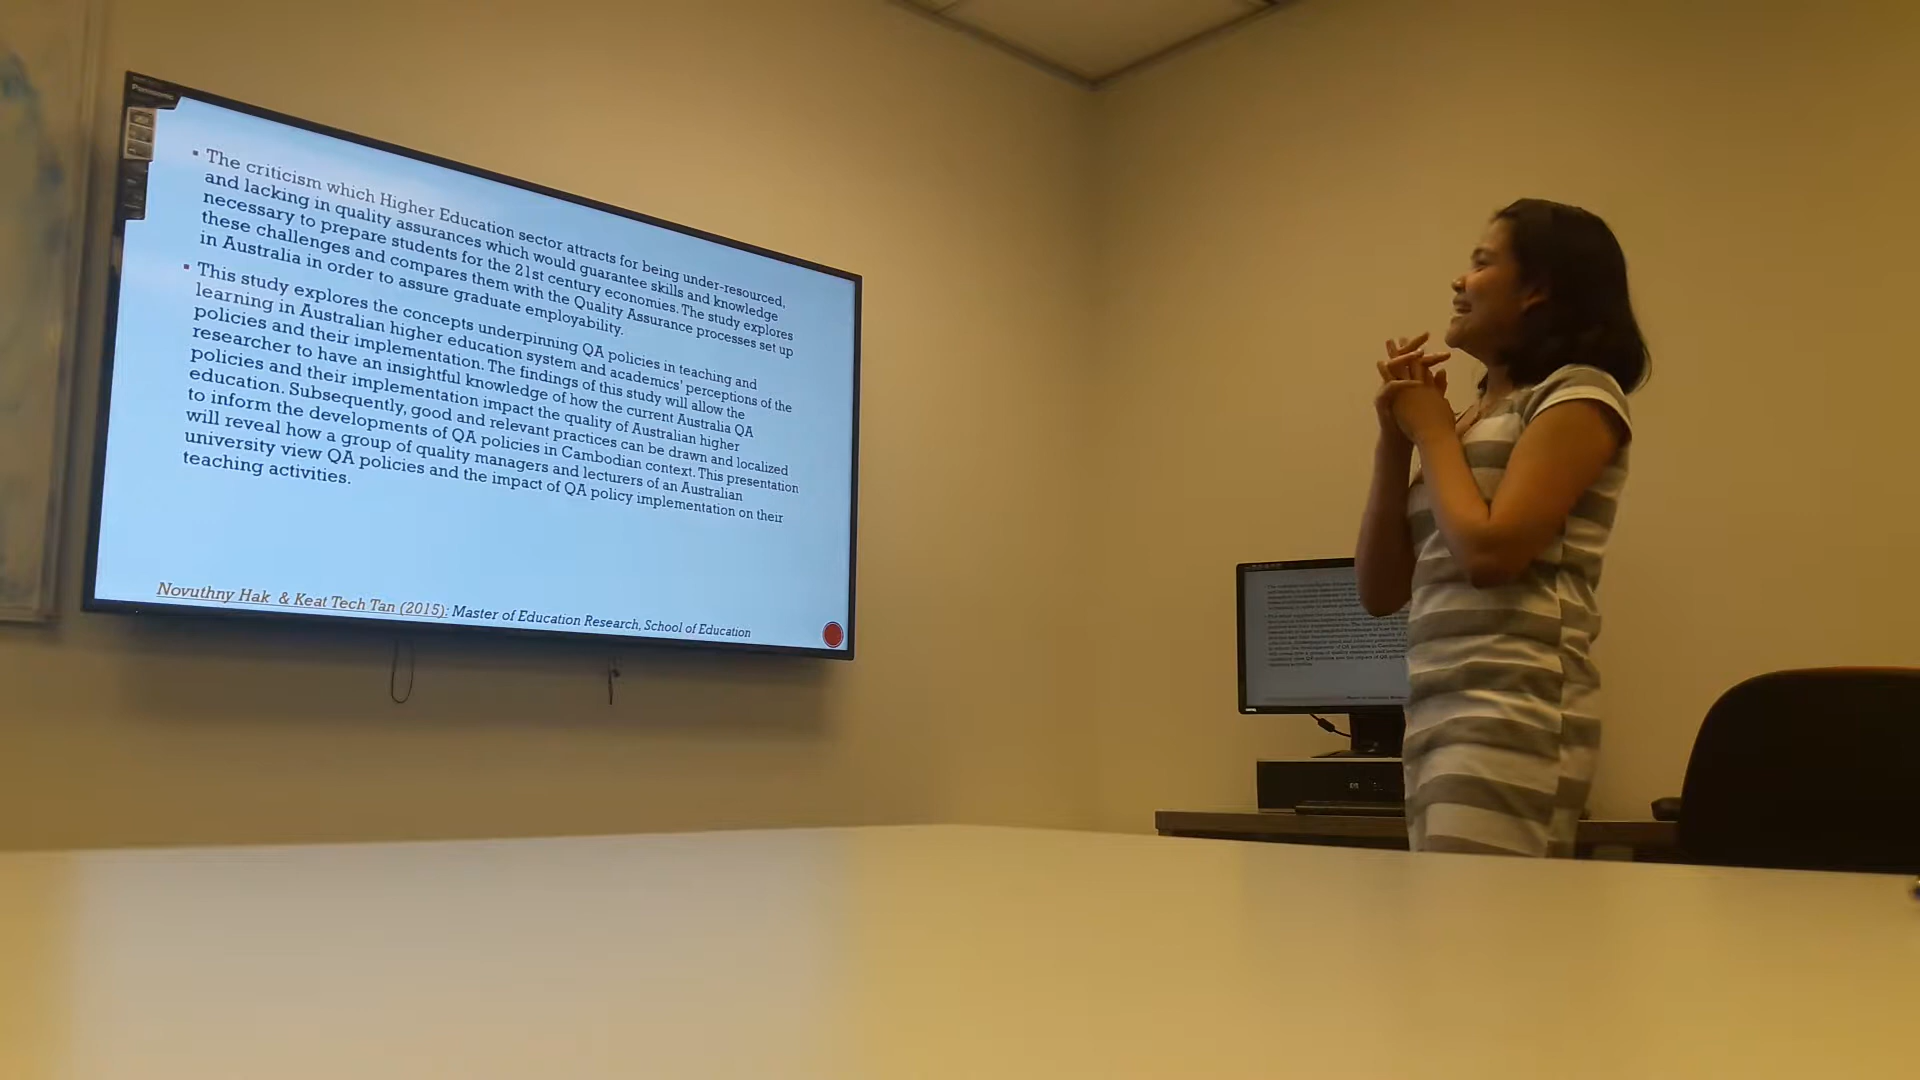 Panasonic
▪ The criticism which Higher Education sector attracts for being under-resourced,
and lacking in quality assurances which would guarantee skills and knowledge
necessary to prepare students for the 21st century economies. The study explores
these challenges and compares them with the Quality Assurance processes set up
in Australia in order to assure graduate employability.
▪ This study explores the concepts underpinning QA policies in teaching and
learning in Australian higher education system and academics' perceptions of the
policies and their implementation. The findings of this study will allow the
researcher to have an insightful knowledge of how the current Australia QA
policies and their implementation impact the quality of Australian higher
education. Subsequently, good and relevant practices can be drawn and localized
to inform the developments of QA policies in Cambodian context. This presentation
will reveal how a group of quality managers and lecturers of an Australian
university view QA policies and the impact of QA policy implementation on their
teaching activities.
Novuthny Hak & Keat Tech Tan (2015): Master of Education Research, School of Education
hp